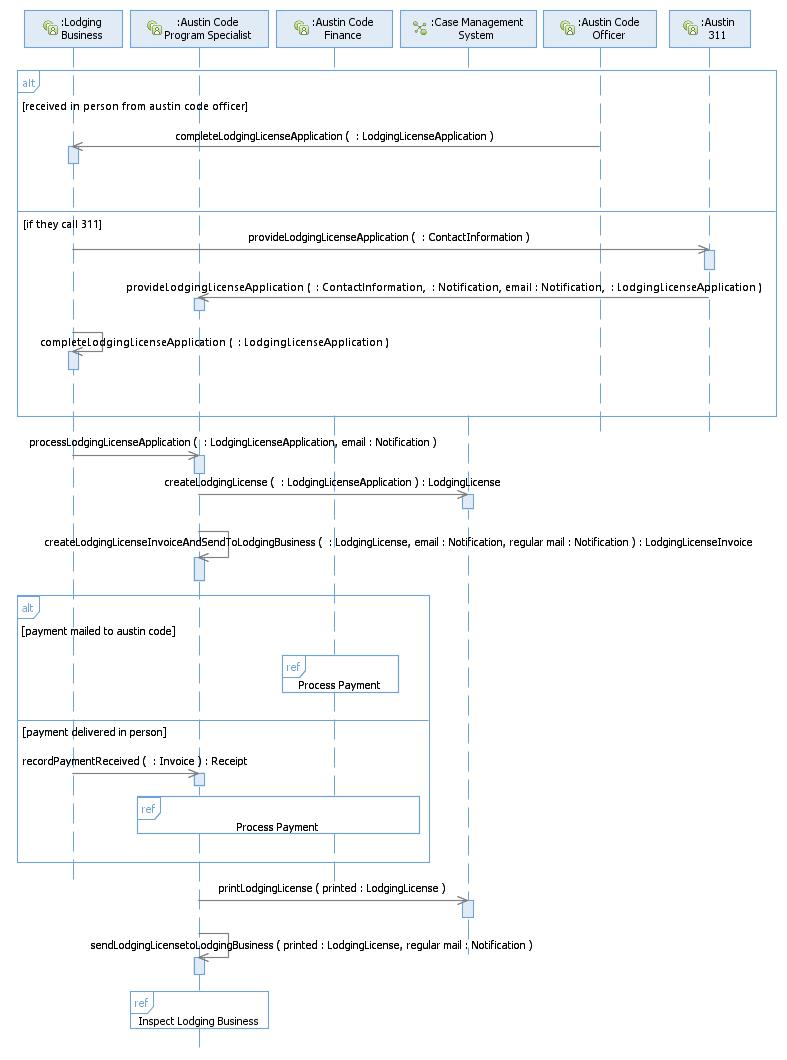 :Lodging
Business
:Austin Code
Program Specialist
:Austin Code
Finance
:Case Management
System
:Austin Code
Officer
:Austin
311
alt
[received in person from austin code officer]
completeLodgingLicenseApplication (  : LodgingLicenseApplication )
[if they call 311]
provideLodgingLicenseApplication (  : ContactInformation )
provideLodgingLicenseApplication (  : ContactInformation,  : Notification, email : Notification,  : LodgingLicenseApplication )
completeLodgingLicenseApplication (  : LodgingLicenseApplication )
processLodgingLicenseApplication (  : LodgingLicenseApplication, email : Notification )
createLodgingLicense (  : LodgingLicenseApplication ) : LodgingLicense
createLodgingLicenseInvoiceAndSendToLodgingBusiness (  : LodgingLicense, email : Notification, regular mail : Notification ) : LodgingLicenseInvoice
alt
[payment mailed to austin code]
ref
Process Payment
[payment delivered in person]
recordPaymentReceived (  : Invoice ) : Receipt
ref
Process Payment
printLodgingLicense ( printed : LodgingLicense )
sendLodgingLicensetoLodgingBusiness ( printed : LodgingLicense, regular mail : Notification )
ref
Inspect Lodging Business